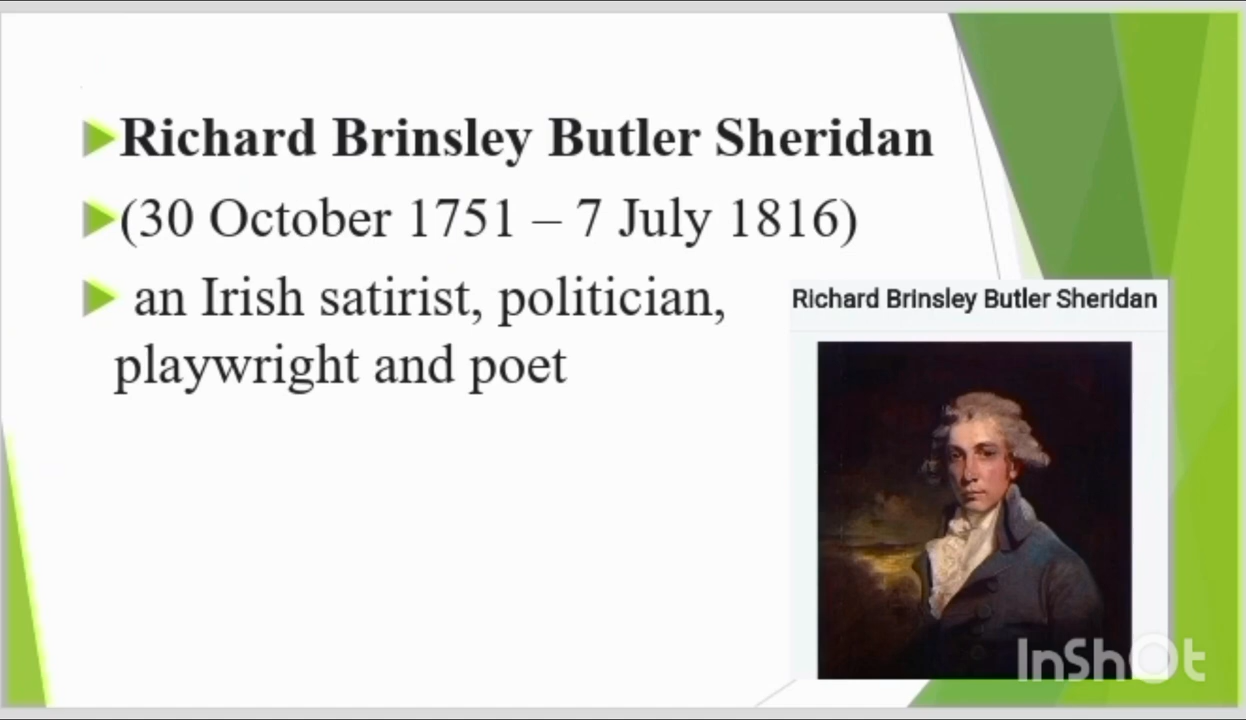 Richard Brinsley Butler Sheridan
(30 October 1751 – 7 July 1816)
an Irish satirist, politician,
playwright and poet
Richard Brinsley Butler Sheridan
InShOt